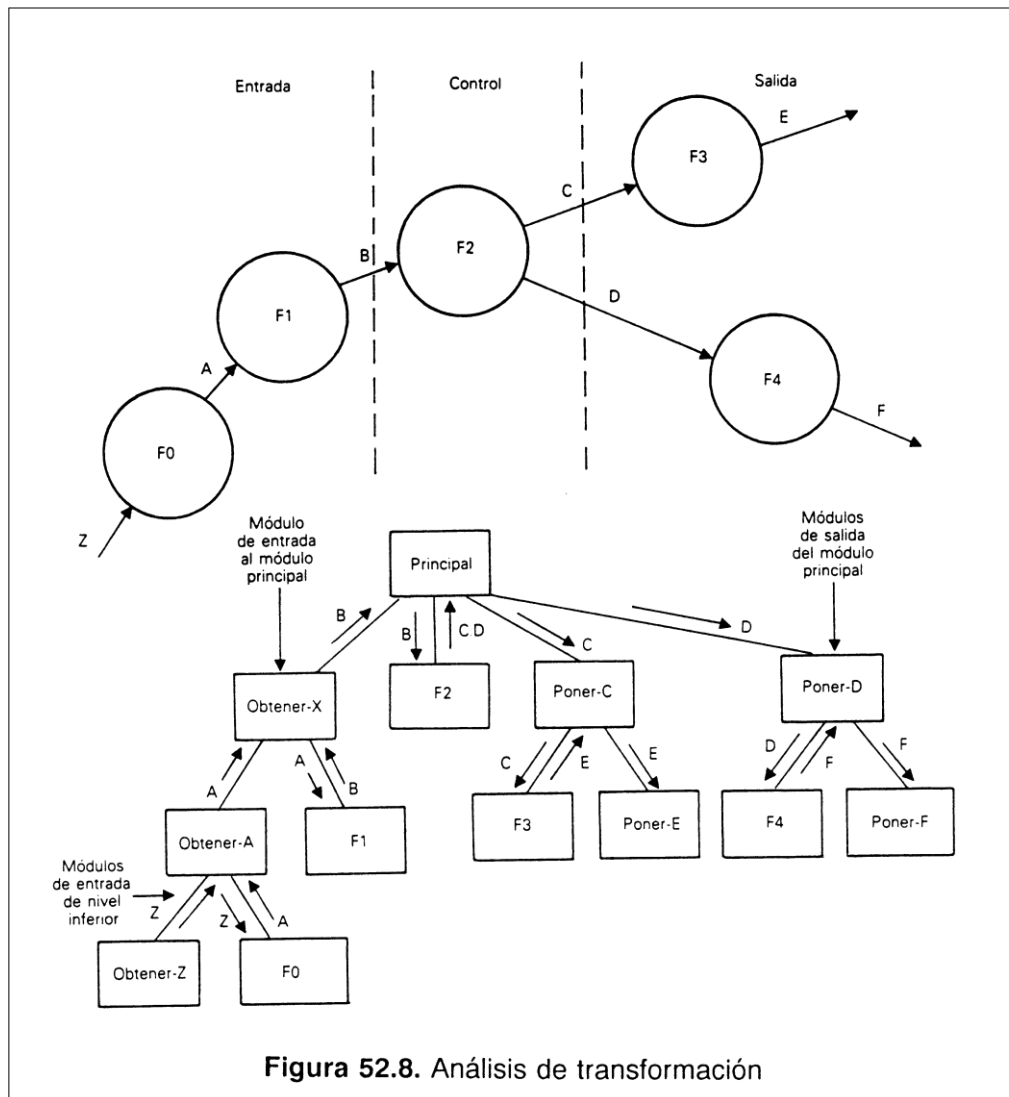 Entrada
Control
Salida
E
F3
C
F2
B
D
F1
A
F4
F
F0
Z
Módulo
de entrada
al módulo
principal
Módulos
de salida
del módulo
principal
Principal
B
B
C.D
C
D
Obtener-X
F2
Poner-C
Poner-D
A
A
B
C
E
E
D
F
F
Obtener-A
F1
F3
Poner-E
F4
Poner-F
Módulos
de entrada
de nivel
inferior
Z
Z
A
Obtener-Z
F0
Figura 52.8. Análisis de transformación